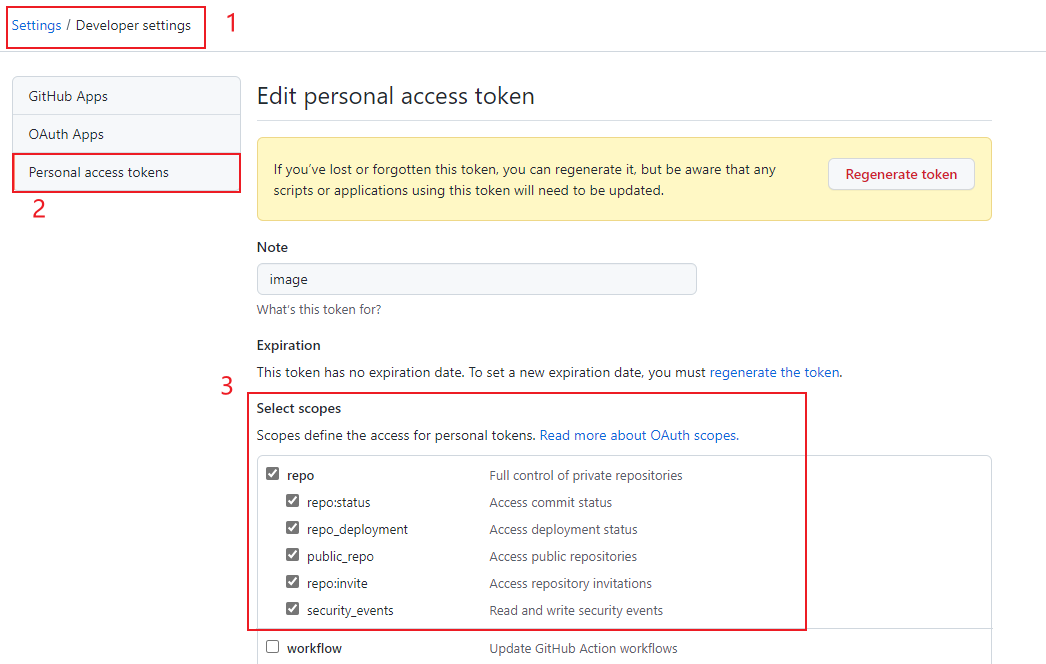 Settings / Developer settings
1
GitHub Apps
OAuth Apps
Personal access tokens
2
Edit personal access token
If you've lost or forgotten this token, you can regenerate it, but be aware that any
scripts or applications using this token will need to be updated.
Regenerate token
Note
image
What's this token for?
Expiration
This token has no expiration date. To set a new expiration date, you must regenerate the token.
3
Select scopes
Scopes define the access for personal tokens. Read more about OAuth scopes.
repo Full control of private repositories
repo:status Access commit status
repo_deployment Access deployment status
public_repo Access public repositories
repo:invite Access repository invitations
security_events Read and write security events
workflow Update GitHub Action workflows